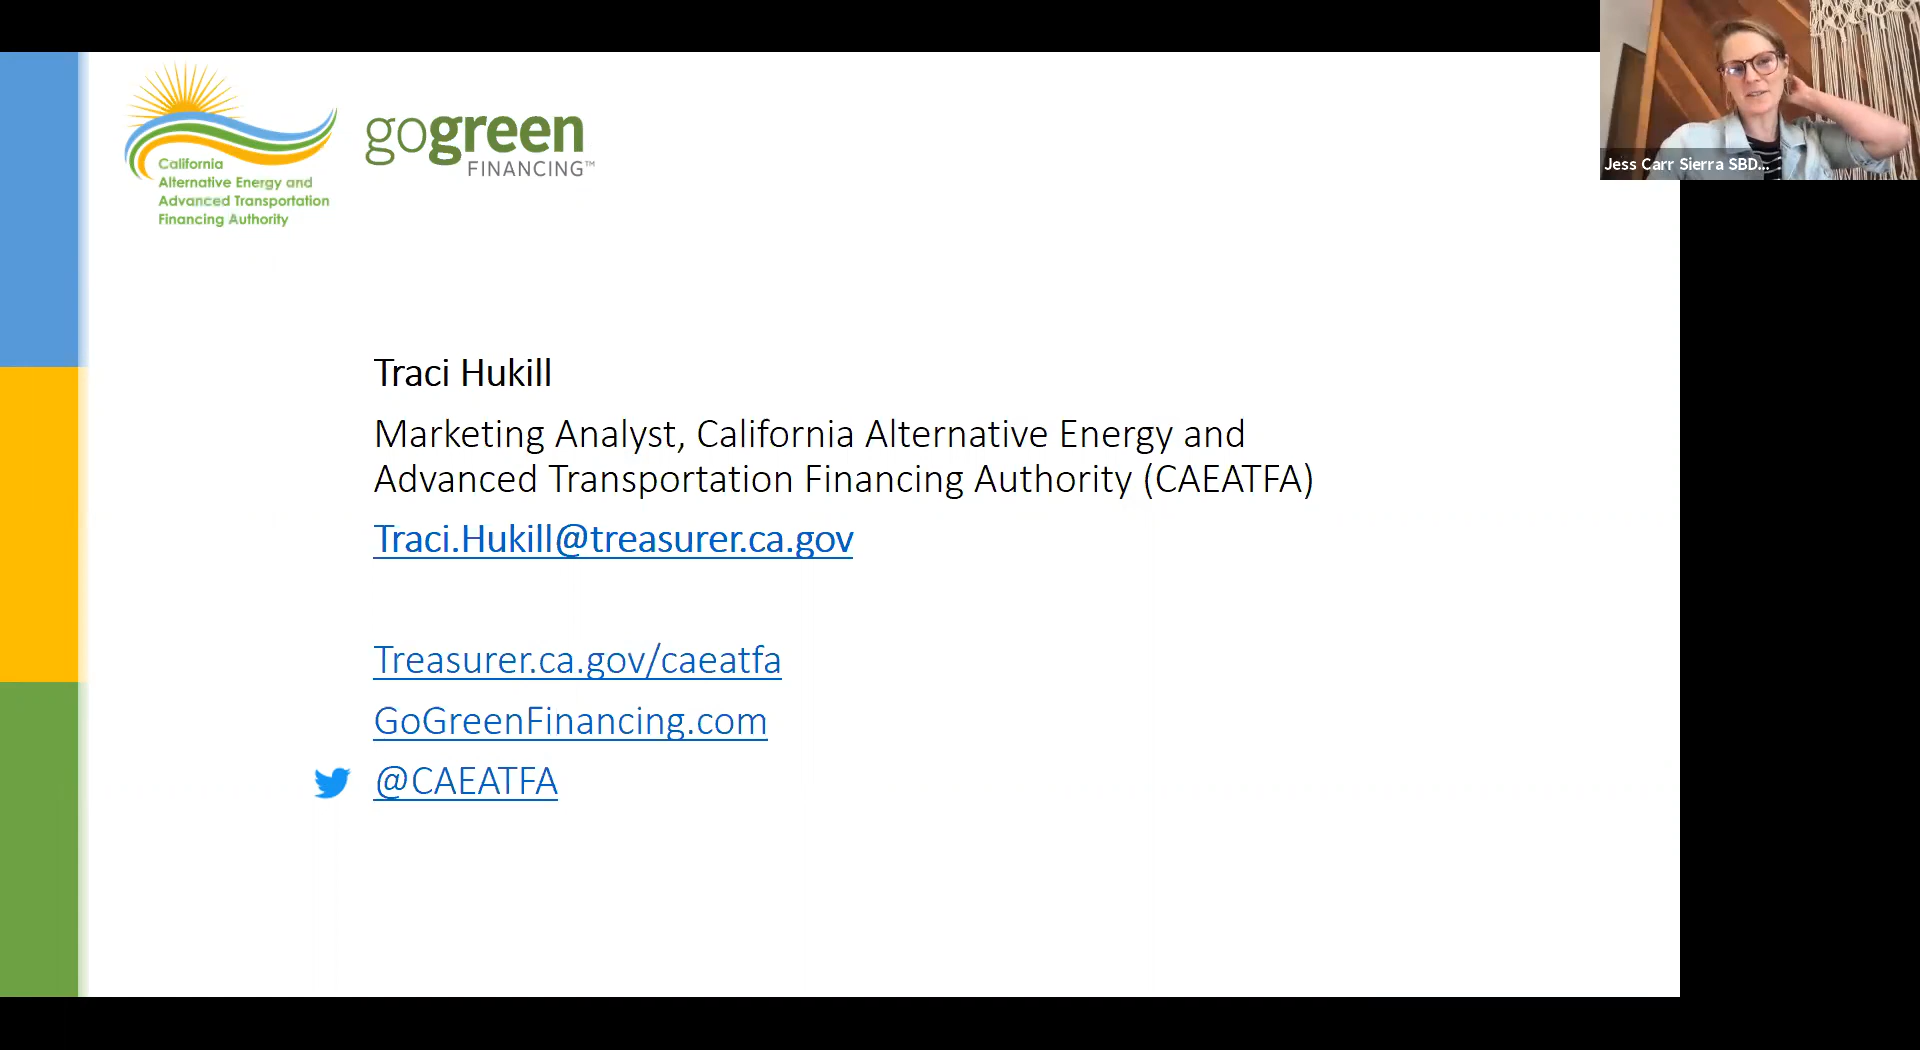 California
Alternative Energy and
Advanced Transportation
Financing Authority
gogreen
FINANCING™
Jess Carr Sierra SBD...
Traci Hukill
Marketing Analyst, California Alternative Energy and
Advanced Transportation Financing Authority (CAEATFA)
Traci.Hukill@treasurer.ca.gov
Treasurer.ca.gov/caeatfa
GoGreenFinancing.com
@CAEATFA